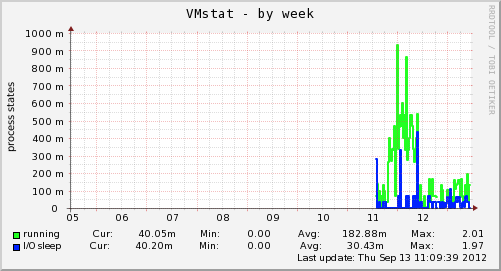 VMstat - by week
RRDTOOL / TOBI OETIKER
process states
1000 m
900 m
800 m
700 m
600 m
500 m
400 m
300 m
200 m
100 m
0
05 06 07 08 09 10 11 12
running Cur: 40.05m Min: 0.00 Avg: 182.88m Max: 2.01
I/O sleep Cur: 40.20m Min: 0.00 Avg: 30.43m Max: 1.97
Last update: Thu Sep 13 11:09:39 2012